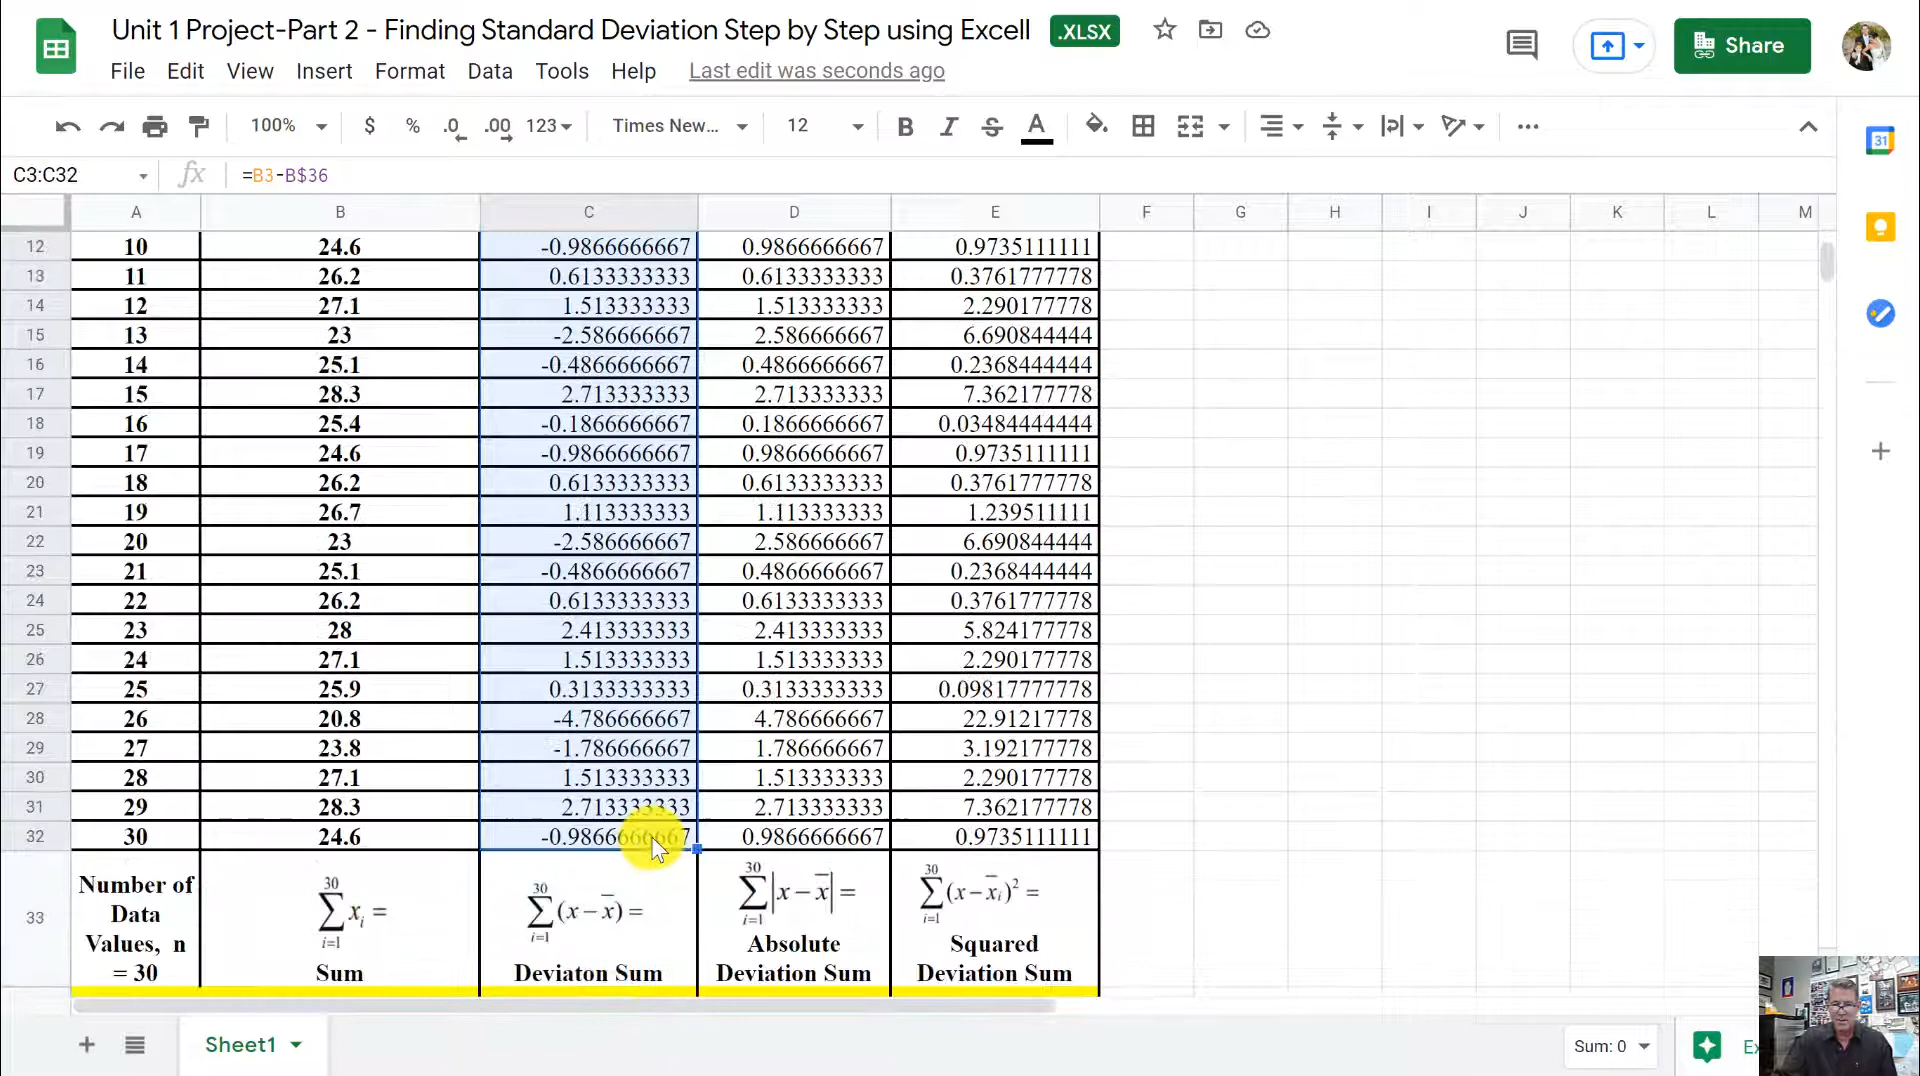 Unit 1 Project-Part 2 - Finding Standard Deviation Step by Step using Excell .XLSX
File Edit View Insert Format Data Tools Help Last edit was seconds ago
Share
100% $ % .0 .00 123 Times New... 12 B I S A ...
31
C3:C32 fx =B3-B$36
A B C D E F G H I J K L M
12 10 24.6 -0.9866666667 0.9866666667 0.9735111111
13 11 26.2 0.6133333333 0.6133333333 0.3761777778
14 12 27.1 1.513333333 1.513333333 2.290177778
15 13 23 -2.586666667 2.586666667 6.690844444
16 14 25.1 -0.4866666667 0.4866666667 0.2368444444
17 15 28.3 2.713333333 2.713333333 7.362177778
18 16 25.4 -0.1866666667 0.1866666667 0.03484444444
19 17 24.6 -0.9866666667 0.9866666667 0.9735111111
20 18 26.2 0.6133333333 0.6133333333 0.3761777778
21 19 26.7 1.113333333 1.113333333 1.239511111
22 20 23 -2.586666667 2.586666667 6.690844444
23 21 25.1 -0.4866666667 0.4866666667 0.2368444444
24 22 26.2 0.6133333333 0.6133333333 0.3761777778
25 23 28 2.413333333 2.413333333 5.824177778
26 24 27.1 1.513333333 1.513333333 2.290177778
27 25 25.9 0.3133333333 0.3133333333 0.09817777778
28 26 20.8 -4.786666667 4.786666667 22.91217778
29 27 23.8 -1.786666667 1.786666667 3.192177778
30 28 27.1 1.513333333 1.513333333 2.290177778
31 29 28.3 2.713333333 2.713333333 7.362177778
32 30 24.6 -0.9866666667 0.9866666667 0.9735111111
33
Number of
Data
Values, n
= 30
30
∑ xᵢ =
i=1
Sum
30
∑ (x − x̄) =
i=1
Deviaton Sum
30
∑ |x − x̄| =
i=1
Absolute
Deviation Sum
30
∑ (x − x̄ᵢ)² =
i=1
Squared
Deviation Sum
Sheet1
Sum: 0
Ex